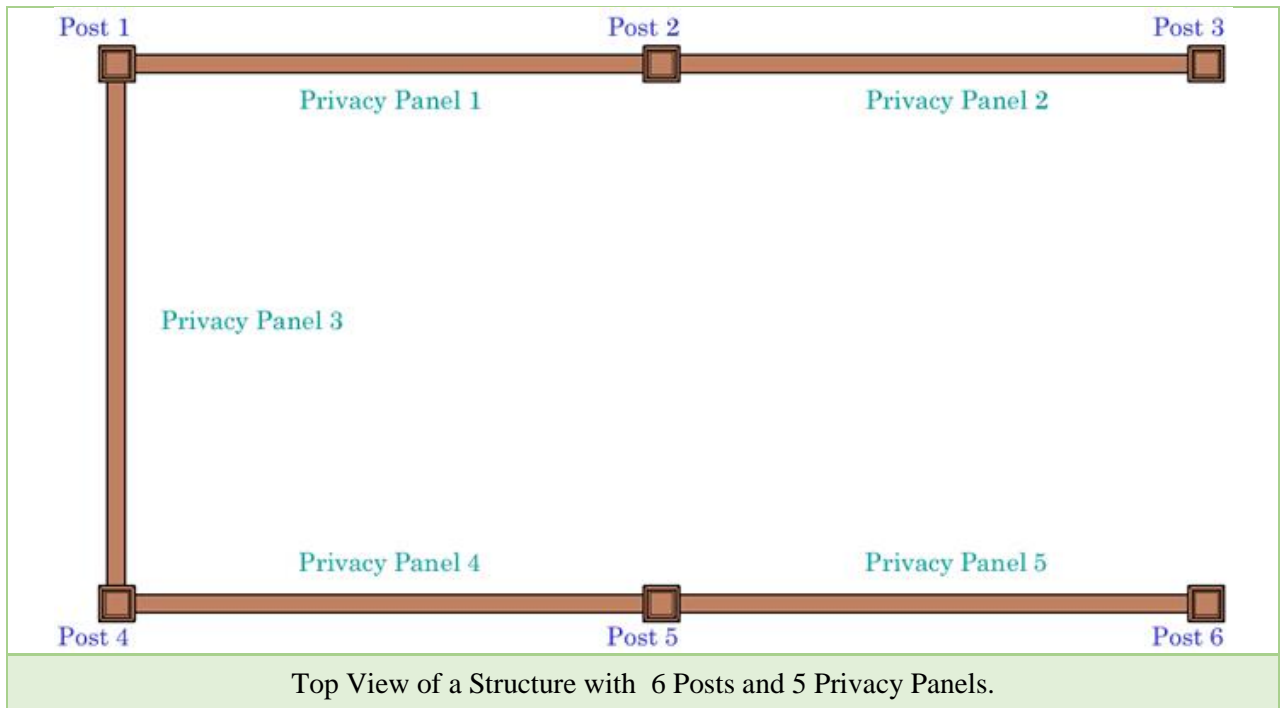 Post 1
Post 2
Post 3
Privacy Panel 1
Privacy Panel 2
Privacy Panel 3
Privacy Panel 4
Privacy Panel 5
Post 4
Post 5
Post 6
Top View of a Structure with  6 Posts and 5 Privacy Panels.